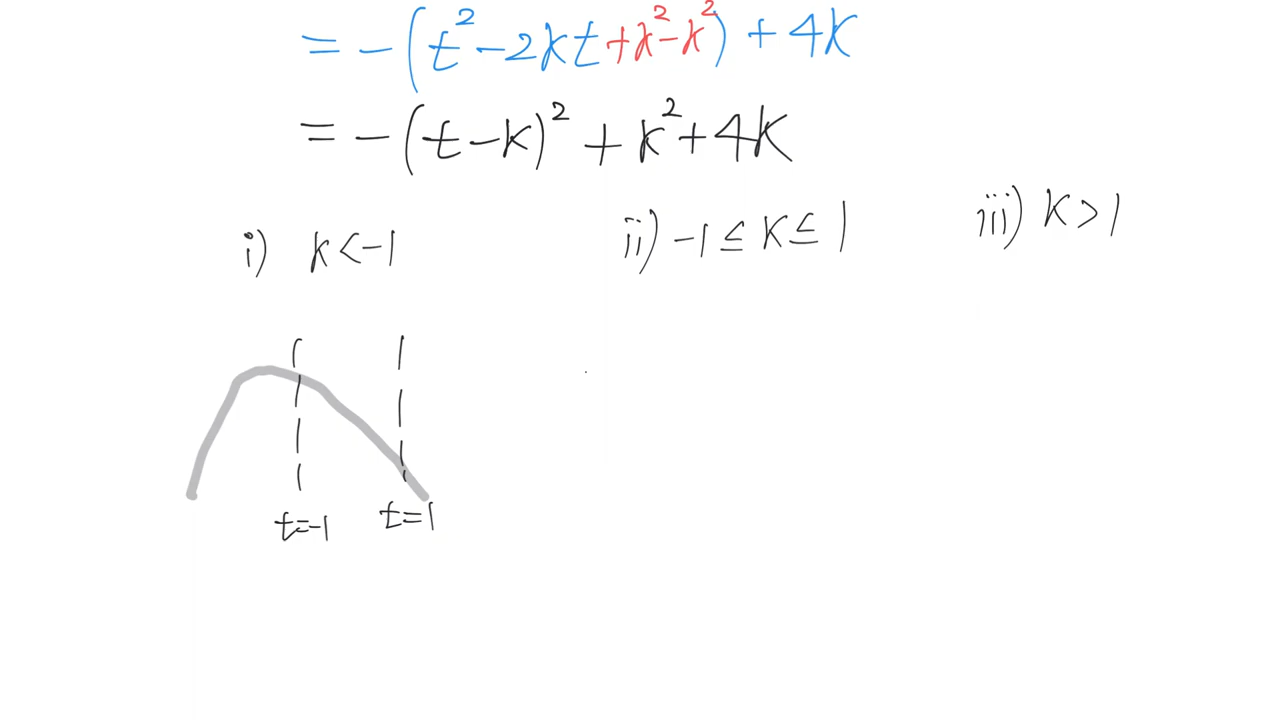 = -(t² - 2kt + k² - k²) + 4k
= -(t - k)² + k² + 4k
i) k < -1
ii) -1 ≤ k ≤ 1
iii) k > 1
t=-1
t=1